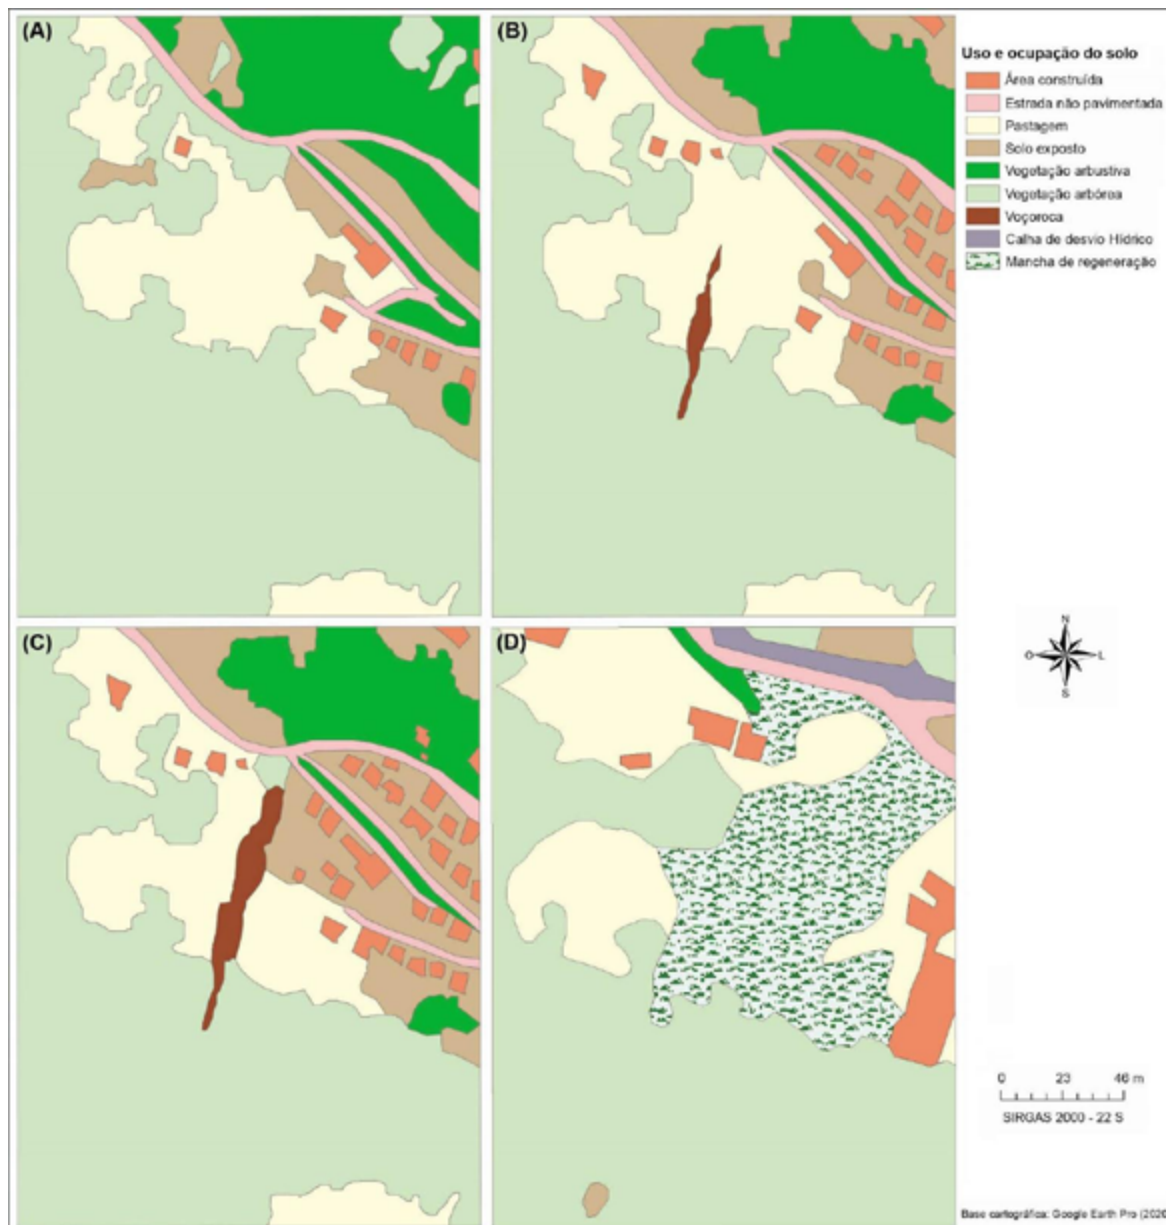 (A)
(B)
Uso e ocupação do solo
Área construída
Estrada não pavimentada
Pastagem
Solo exposto
Vegetação arbustiva
Vegetação arbórea
Voçoroca
Calha de desvio Hídrico
Mancha de regeneração
(C)
(D)
N
O L
S
0 23 46 m
SIRGAS 2000 - 22 S
Base cartográfica: Google Earth Pro (2020